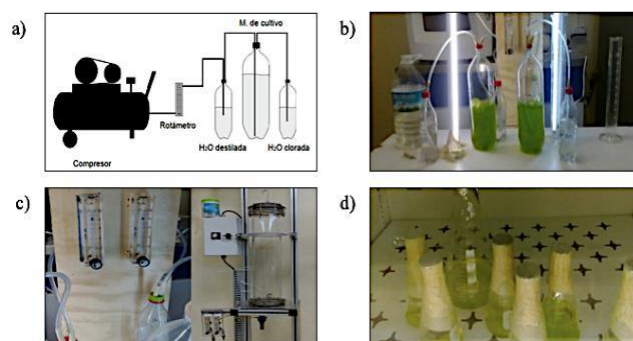 a)
M. de cultivo
Rotámetro
H2O destilada
H2O clorada
Compresor
b)
c)
d)